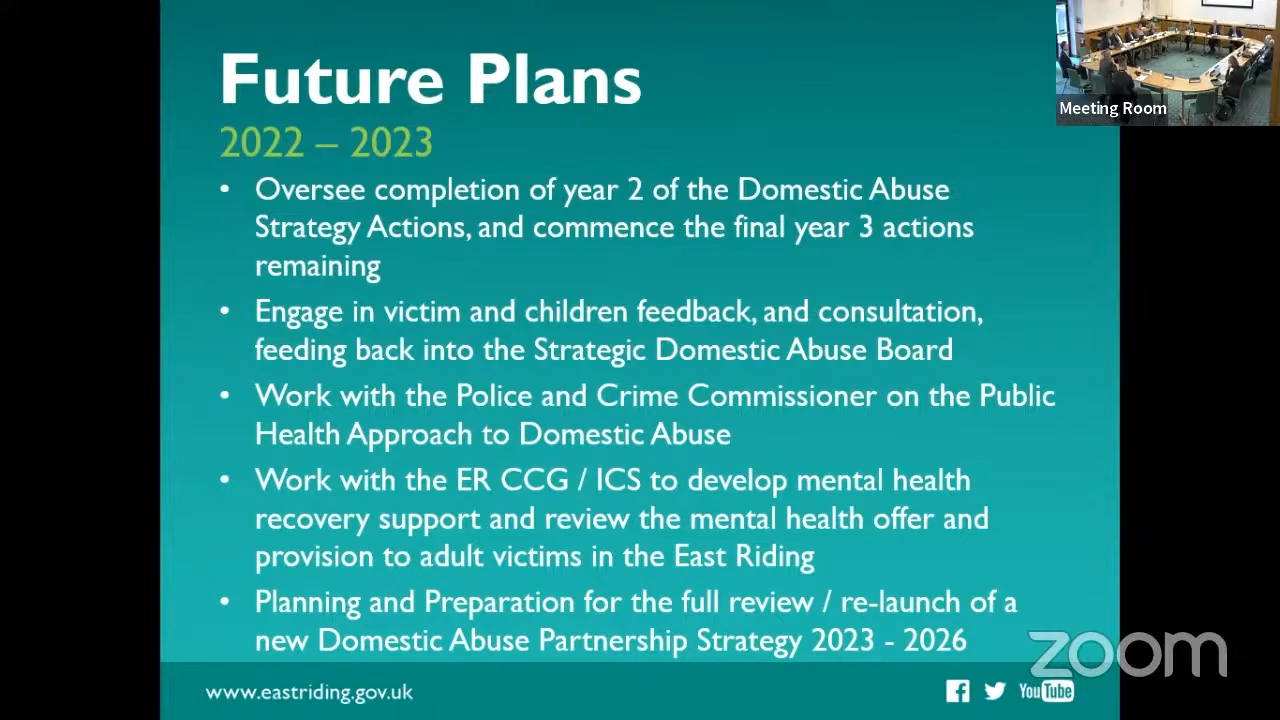 Future Plans
2022 – 2023
• Oversee completion of year 2 of the Domestic Abuse
Strategy Actions, and commence the final year 3 actions
remaining
• Engage in victim and children feedback, and consultation,
feeding back into the Strategic Domestic Abuse Board
• Work with the Police and Crime Commissioner on the Public
Health Approach to Domestic Abuse
• Work with the ER CCG / ICS to develop mental health
recovery support and review the mental health offer and
provision to adult victims in the East Riding
• Planning and Preparation for the full review / re-launch of a
new Domestic Abuse Partnership Strategy 2023 - 2026
www.eastriding.gov.uk
YouTube
Meeting Room
zoom